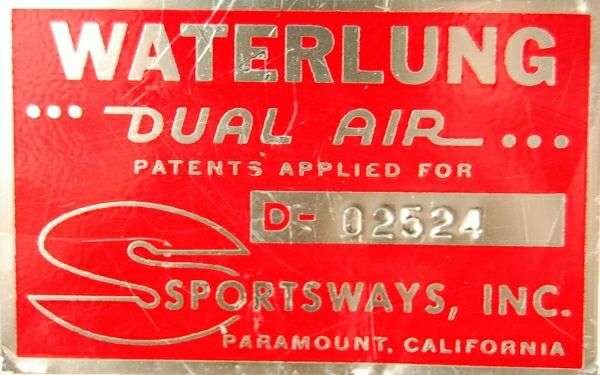 WATERLUNG
... DUAL AIR ...
PATENTS APPLIED FOR
D- 02524
SPORTSWAYS, INC.
PARAMOUNT, CALIFORNIA